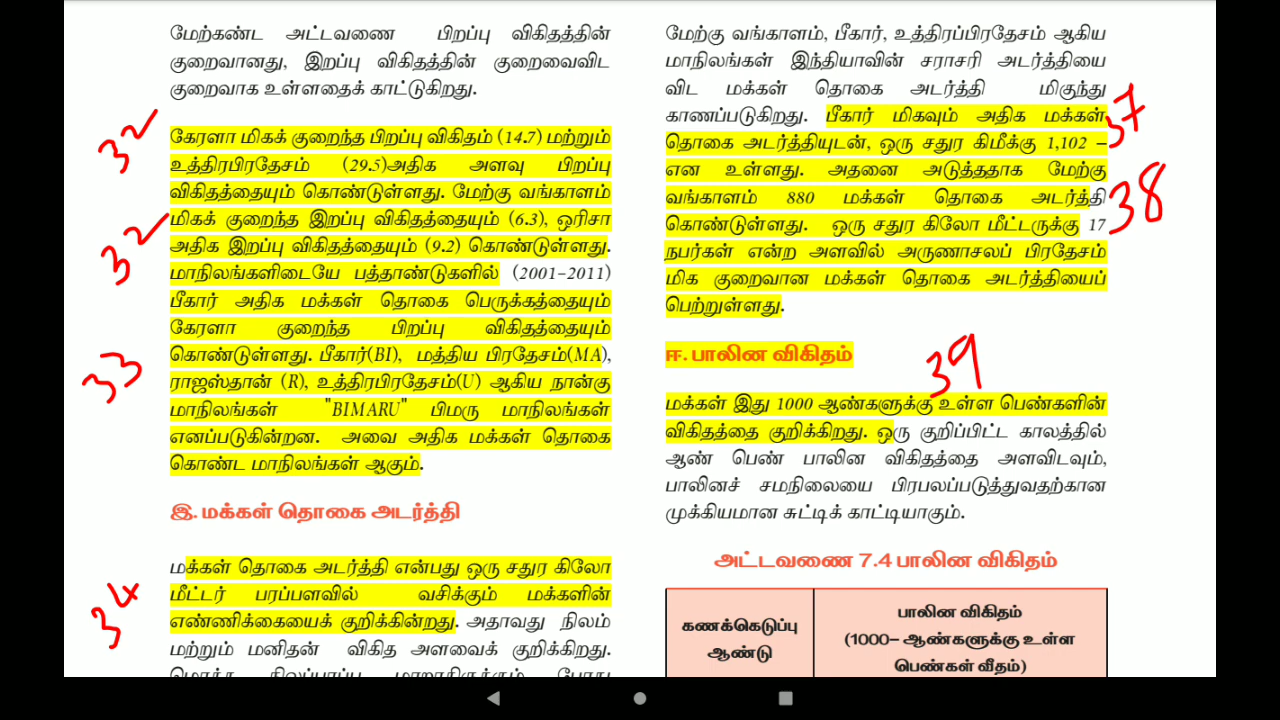 மேற்கண்ட அட்டவணை பிறப்பு விகிதத்தின்
குறைவானது, இறப்பு விகிதத்தின் குறைவைவிட
குறைவாக உள்ளதைக் காட்டுகிறது.
32
கேரளா மிகக் குறைந்த பிறப்பு விகிதம் (14.7) மற்றும்
உத்திரபிரதேசம் (29.5)அதிக அளவு பிறப்பு
விகிதத்தையும் கொண்டுள்ளது. மேற்கு வங்காளம்
மிகக் குறைந்த இறப்பு விகிதத்தையும் (6.3), ஒரிசா
32
அதிக இறப்பு விகிதத்தையும் (9.2) கொண்டுள்ளது.
மாநிலங்களிடையே பத்தாண்டுகளில் (2001-2011)
பீகார் அதிக மக்கள் தொகை பெருக்கத்தையும்
கேரளா குறைந்த பிறப்பு விகிதத்தையும்
கொண்டுள்ளது. பீகார்(BI), மத்திய பிரதேசம்(MA),
33
ராஜஸ்தான் (R), உத்திரபிரதேசம்(U) ஆகிய நான்கு
மாநிலங்கள் "BIMARU" பிமரு மாநிலங்கள்
எனப்படுகின்றன. அவை அதிக மக்கள் தொகை
கொண்ட மாநிலங்கள் ஆகும்.
இ. மக்கள் தொகை அடர்த்தி
மக்கள் தொகை அடர்த்தி என்பது ஒரு சதுர கிலோ
மீட்டர் பரப்பளவில் வசிக்கும் மக்களின்
34
எண்ணிக்கையைக் குறிக்கின்றது. அதாவது நிலம்
மற்றும் மனிதன் விகித அளவைக் குறிக்கிறது.
மேற்கு வங்காளம், பீகார், உத்திரப்பிரதேசம் ஆகிய
மாநிலங்கள் இந்தியாவின் சராசரி அடர்த்தியை
விட மக்கள் தொகை அடர்த்தி மிகுந்து
காணப்படுகிறது. பீகார் மிகவும் அதிக மக்கள்
37
தொகை அடர்த்தியுடன், ஒரு சதுர கிமீக்கு 1,102 –
என உள்ளது. அதனை அடுத்ததாக மேற்கு
வங்காளம் 880 மக்கள் தொகை அடர்த்தி
38
கொண்டுள்ளது. ஒரு சதுர கிலோ மீட்டருக்கு 17
நபர்கள் என்ற அளவில் அருணாசலப் பிரதேசம்
மிக குறைவான மக்கள் தொகை அடர்த்தியைப்
பெற்றுள்ளது.
ஈ. பாலின விகிதம்
39
மக்கள் இது 1000 ஆண்களுக்கு உள்ள பெண்களின்
விகிதத்தை குறிக்கிறது. ஒரு குறிப்பிட்ட காலத்தில்
ஆண் பெண் பாலின விகிதத்தை அளவிடவும்,
பாலினச் சமநிலையை பிரபலப்படுத்துவதற்கான
முக்கியமான சுட்டிக் காட்டியாகும்.
அட்டவணை 7.4 பாலின விகிதம்
கணக்கெடுப்பு
ஆண்டு
பாலின விகிதம்
(1000– ஆண்களுக்கு உள்ள
பெண்கள் வீதம்)